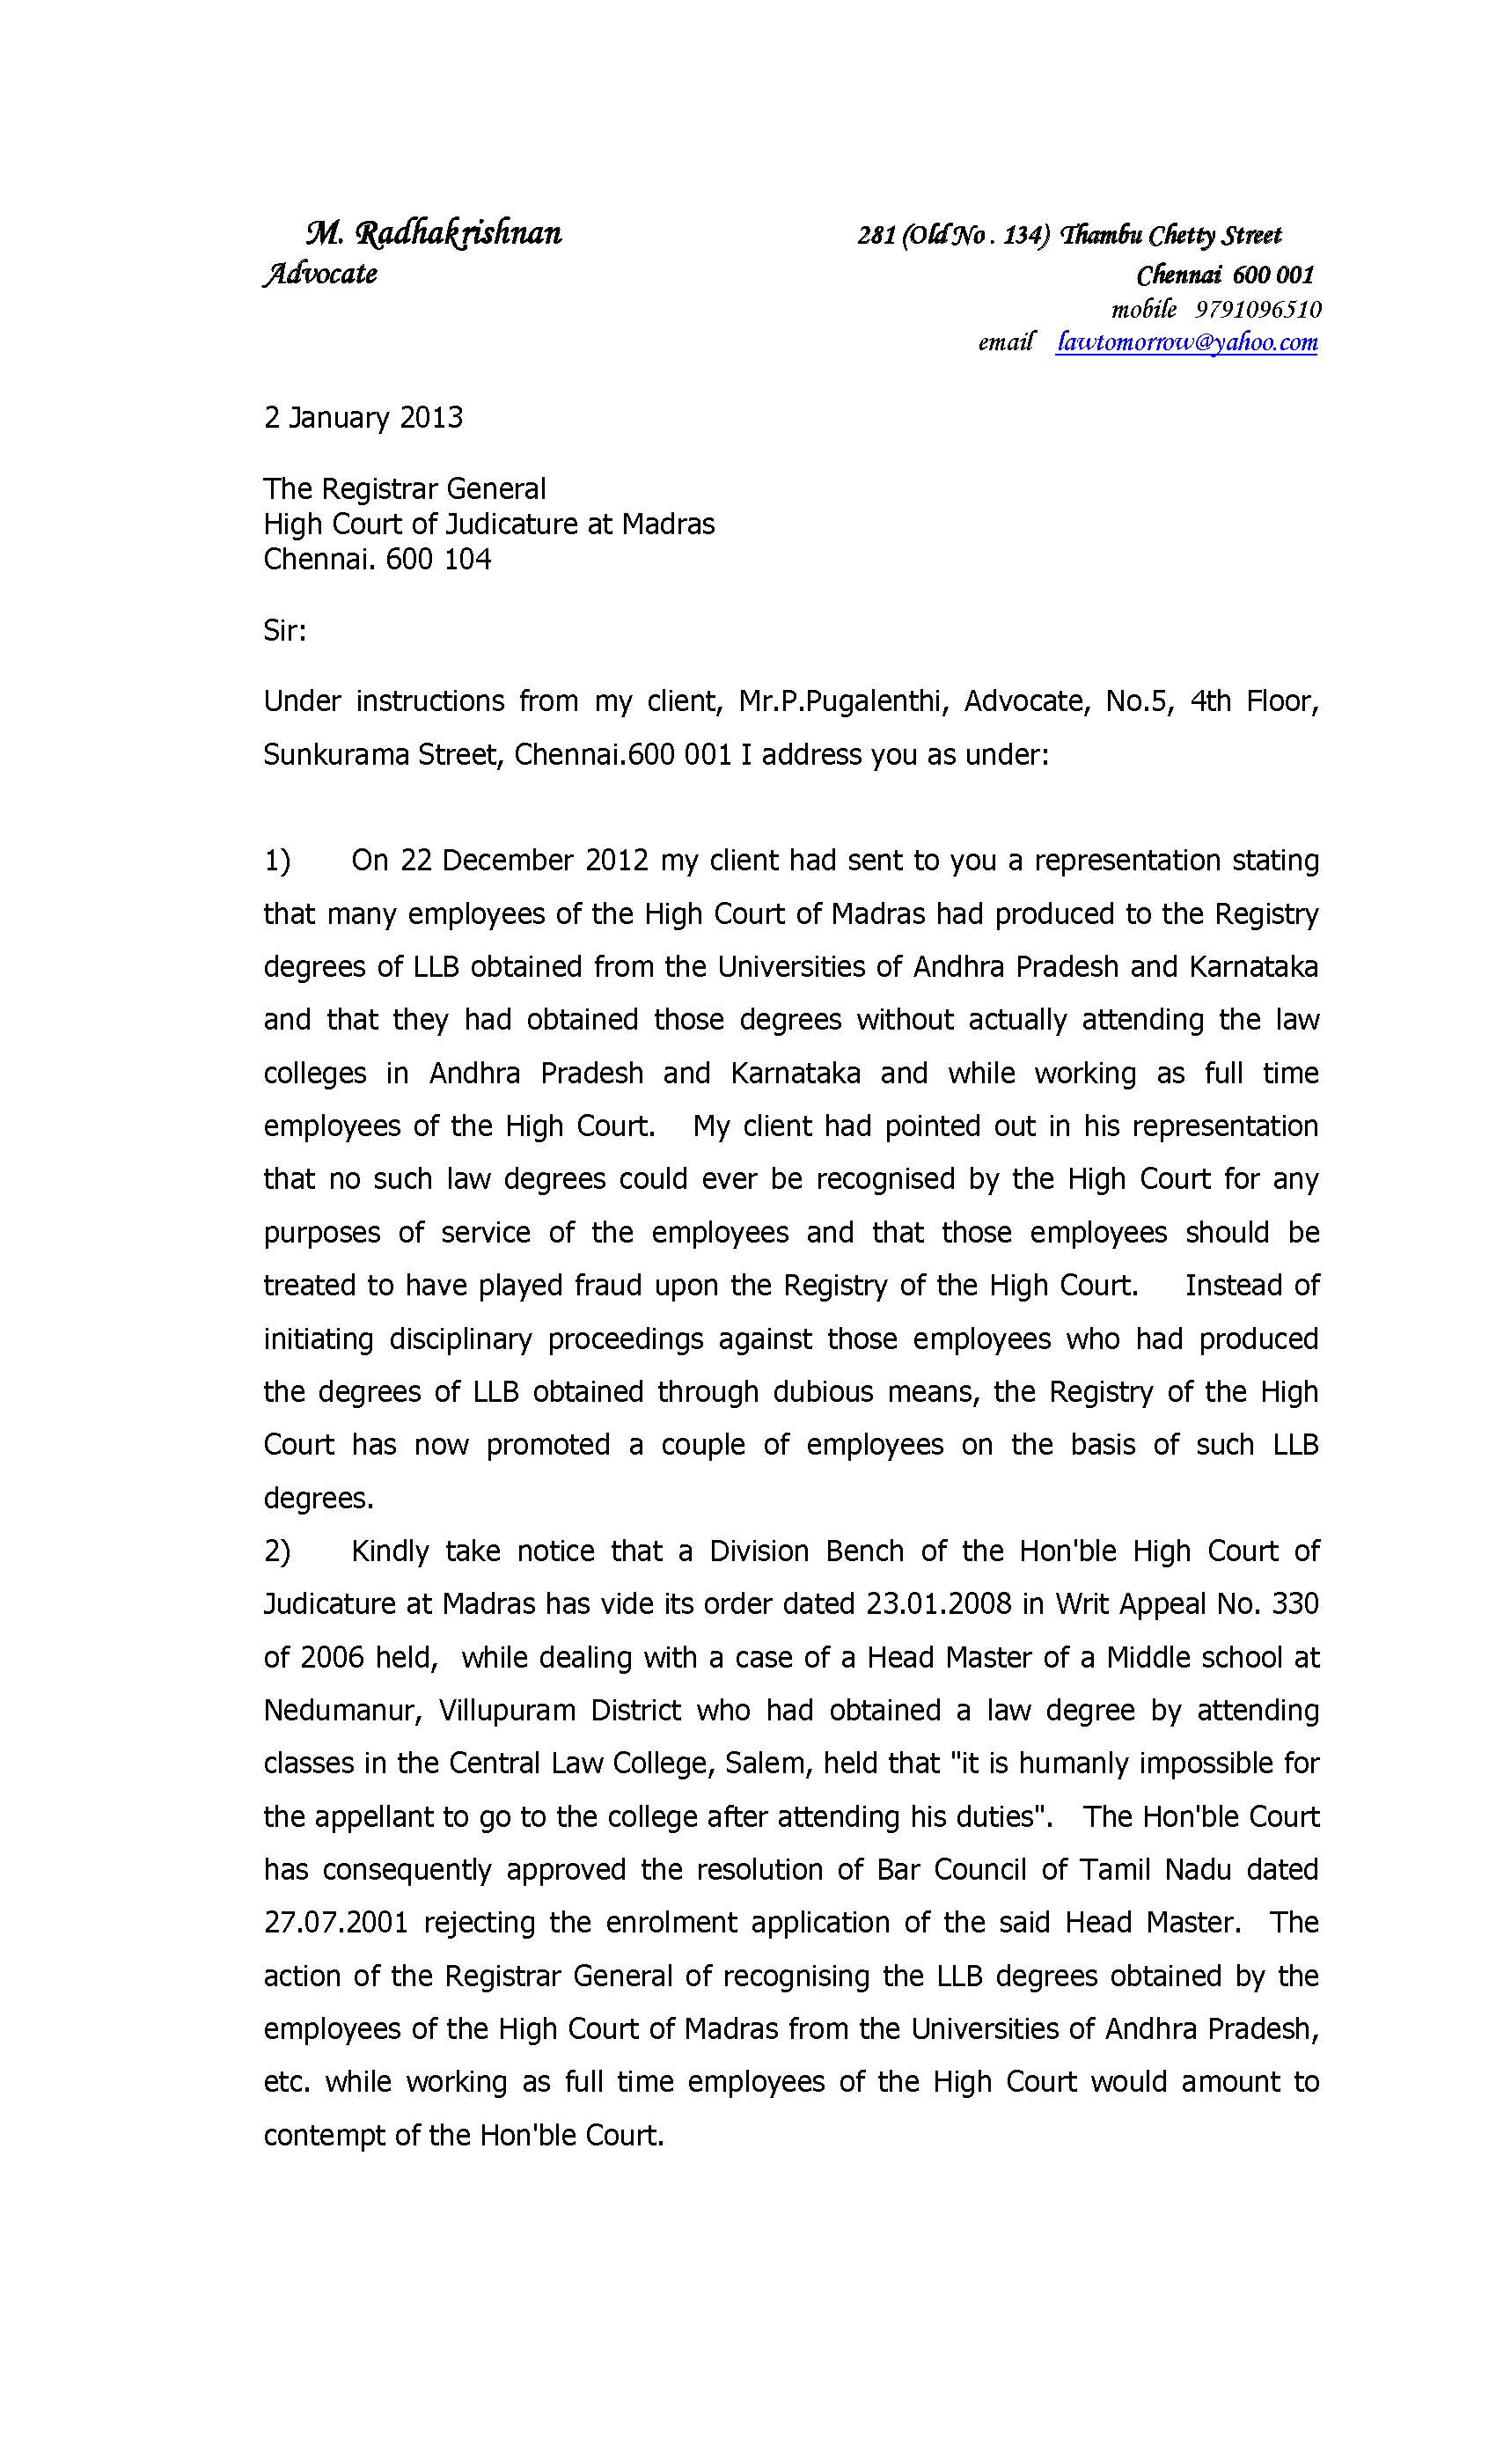 M. Radhakrishnan 281 (Old No. 134) Thambu Chetty Street
Advocate Chennai 600 001
mobile 9791096510
email lawtomorrow@yahoo.com
2 January 2013
The Registrar General
High Court of Judicature at Madras
Chennai. 600 104
Sir:
Under instructions from my client, Mr.P.Pugalenthi, Advocate, No.5, 4th Floor,
Sunkurama Street, Chennai.600 001 I address you as under:
1) On 22 December 2012 my client had sent to you a representation stating
that many employees of the High Court of Madras had produced to the Registry
degrees of LLB obtained from the Universities of Andhra Pradesh and Karnataka
and that they had obtained those degrees without actually attending the law
colleges in Andhra Pradesh and Karnataka and while working as full time
employees of the High Court. My client had pointed out in his representation
that no such law degrees could ever be recognised by the High Court for any
purposes of service of the employees and that those employees should be
treated to have played fraud upon the Registry of the High Court. Instead of
initiating disciplinary proceedings against those employees who had produced
the degrees of LLB obtained through dubious means, the Registry of the High
Court has now promoted a couple of employees on the basis of such LLB
degrees.
2) Kindly take notice that a Division Bench of the Hon'ble High Court of
Judicature at Madras has vide its order dated 23.01.2008 in Writ Appeal No. 330
of 2006 held, while dealing with a case of a Head Master of a Middle school at
Nedumanur, Villupuram District who had obtained a law degree by attending
classes in the Central Law College, Salem, held that "it is humanly impossible for
the appellant to go to the college after attending his duties". The Hon'ble Court
has consequently approved the resolution of Bar Council of Tamil Nadu dated
27.07.2001 rejecting the enrolment application of the said Head Master. The
action of the Registrar General of recognising the LLB degrees obtained by the
employees of the High Court of Madras from the Universities of Andhra Pradesh,
etc. while working as full time employees of the High Court would amount to
contempt of the Hon'ble Court.